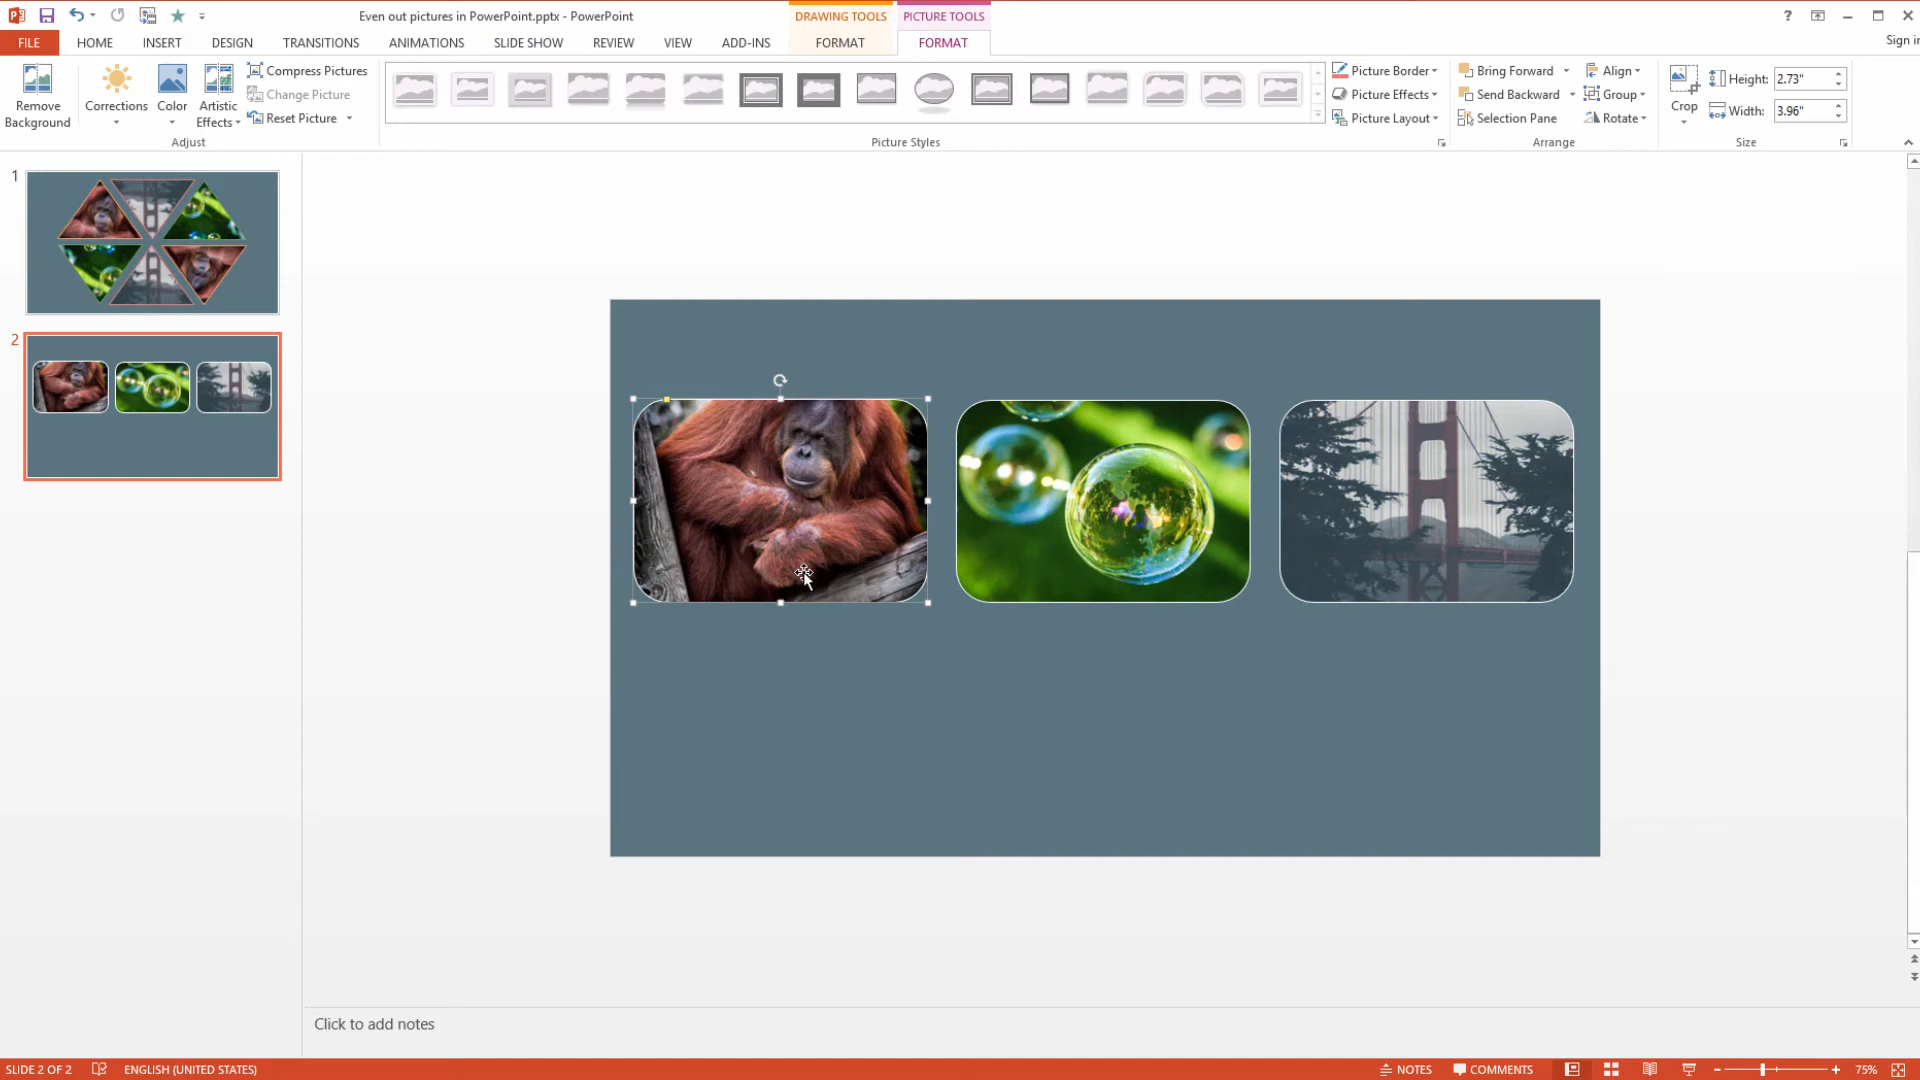 Even out pictures in PowerPoint.pptx - PowerPoint
DRAWING TOOLS
PICTURE TOOLS
?
FILE
HOME
INSERT
DESIGN
TRANSITIONS
ANIMATIONS
SLIDE SHOW
REVIEW
VIEW
ADD-INS
FORMAT
FORMAT
Sign in
Remove
Background
Corrections
Color
Artistic
Effects
Compress Pictures
Change Picture
Reset Picture
Adjust
Picture Styles
Picture Border
Picture Effects
Picture Layout
Bring Forward
Send Backward
Selection Pane
Align
Group
Rotate
Arrange
Crop
Height: 2.73"
Width: 3.96"
Size
1
2
Click to add notes
SLIDE 2 OF 2
ENGLISH (UNITED STATES)
NOTES
COMMENTS
75%